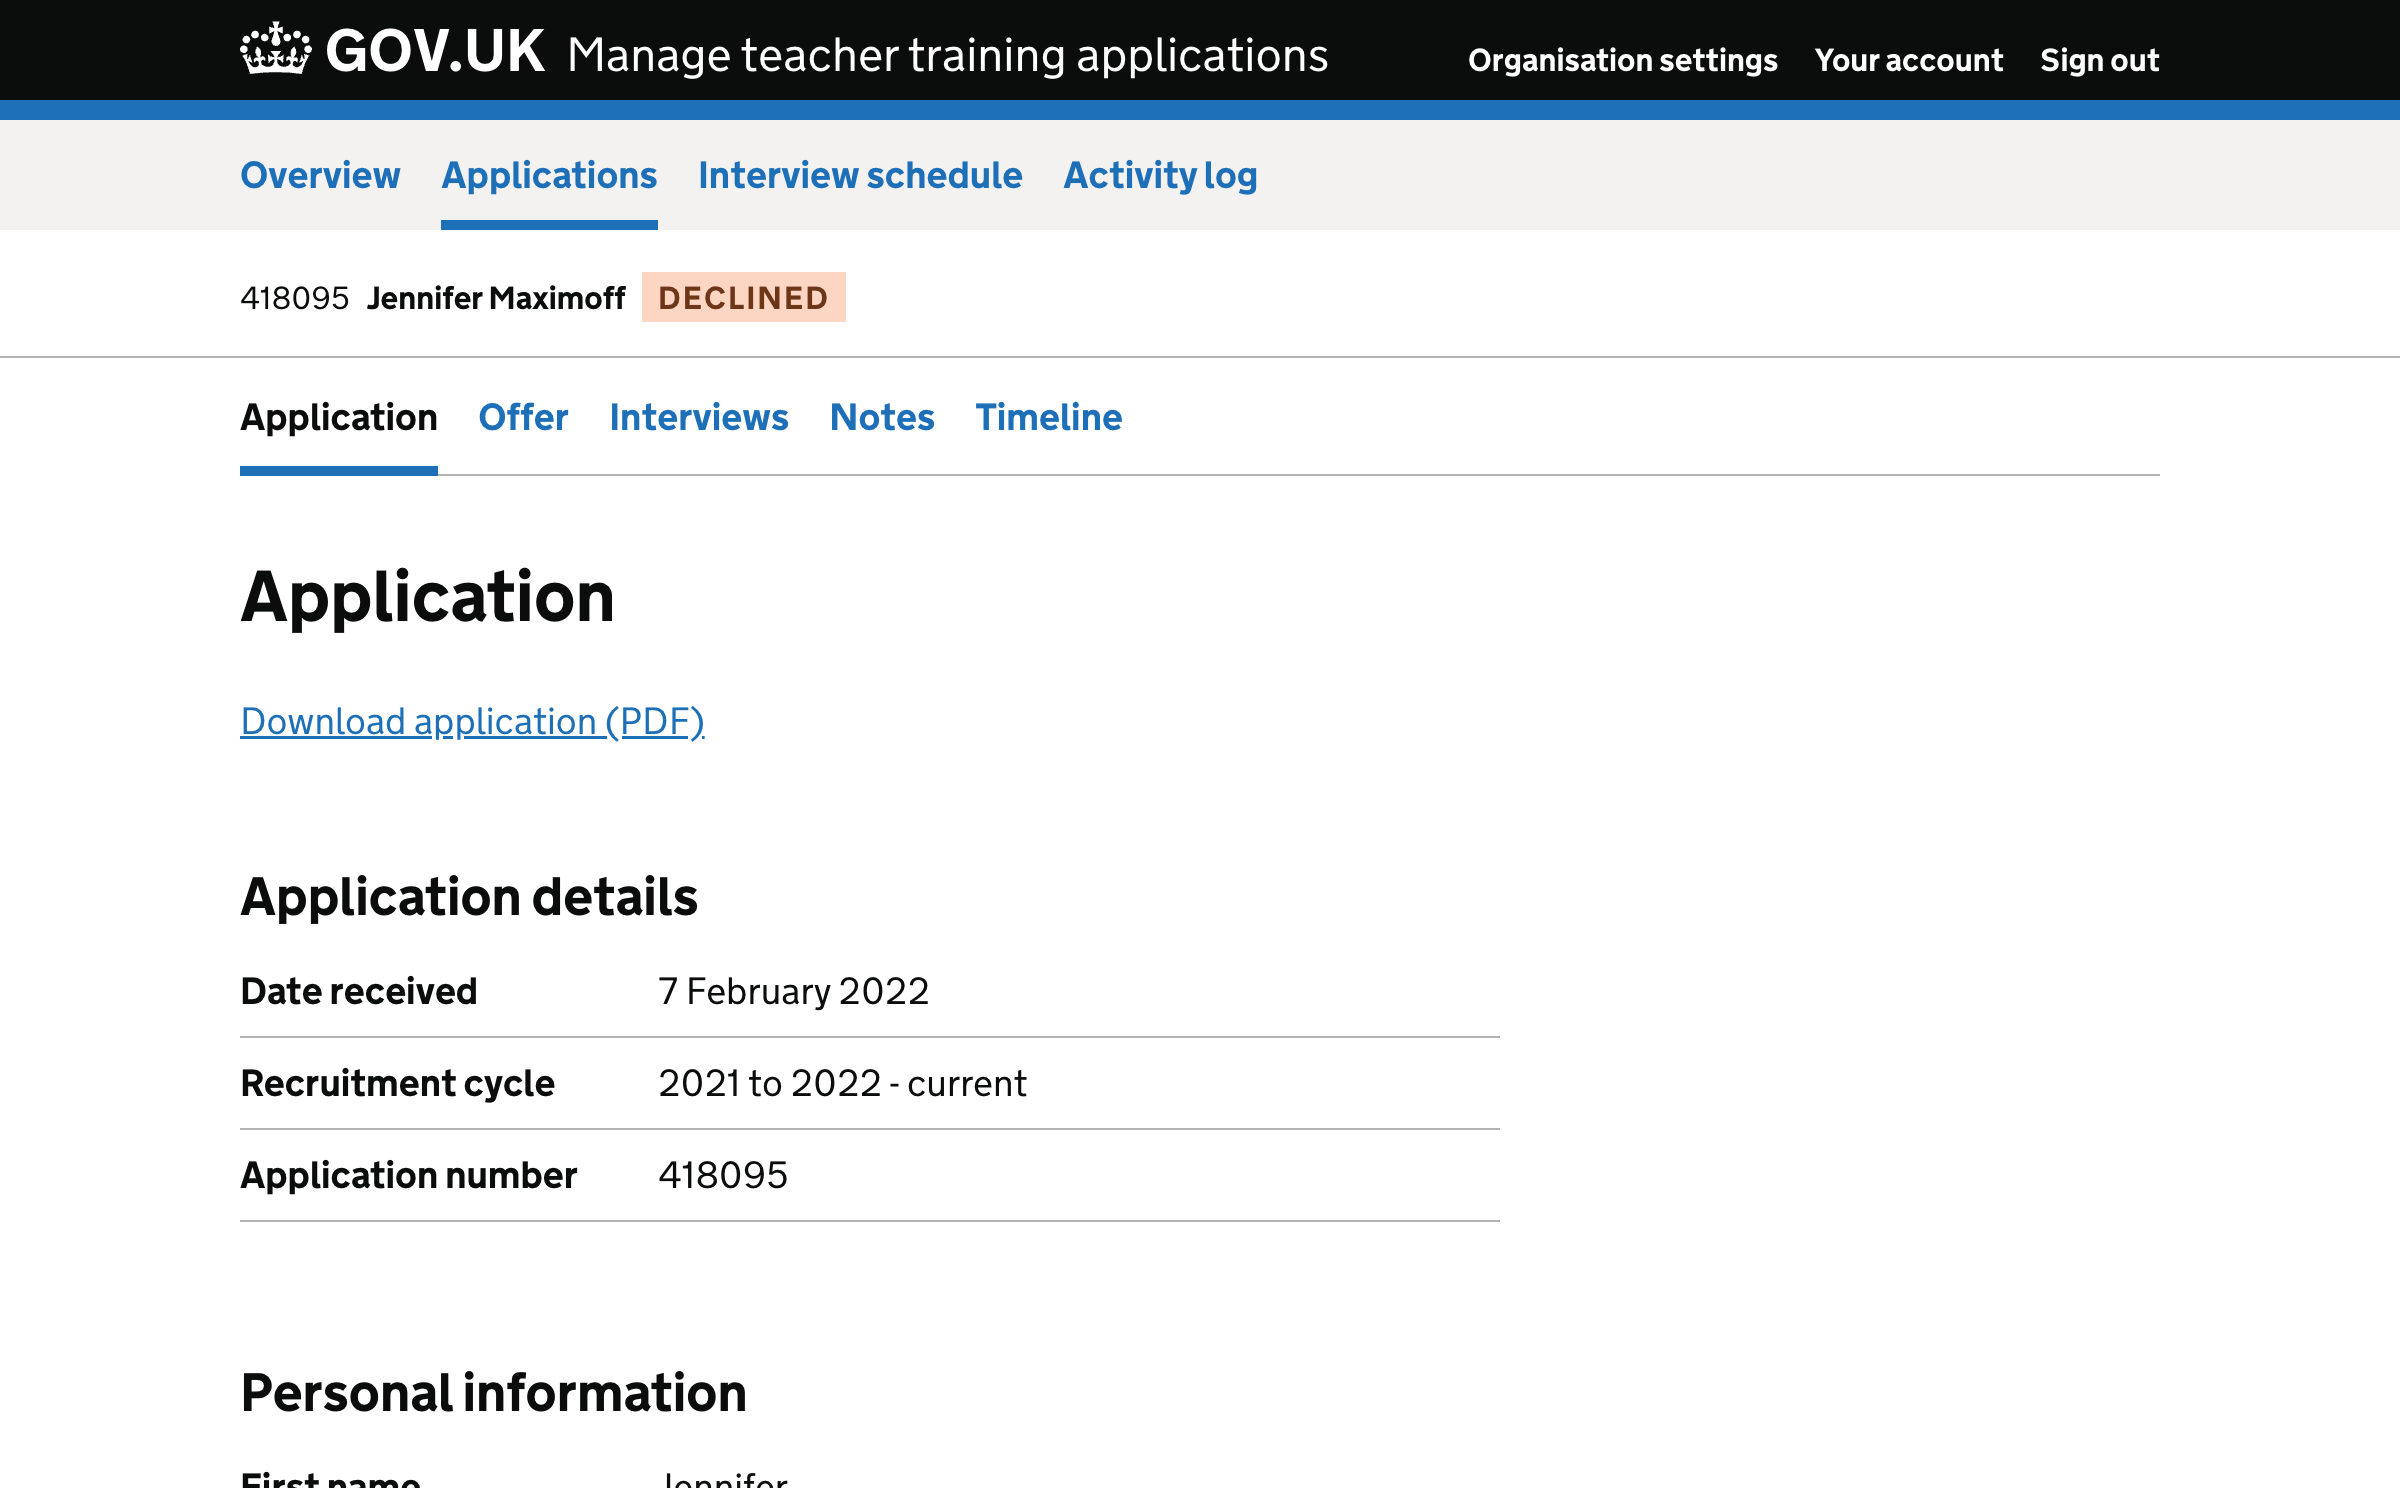 GOV.UK Manage teacher training applications Organisation settings Your account Sign out
Overview Applications Interview schedule Activity log
418095 Jennifer Maximoff DECLINED
Application Offer Interviews Notes Timeline
Application
Download application (PDF)
Application details
Date received 7 February 2022
Recruitment cycle 2021 to 2022 - current
Application number 418095
Personal information
First name Jennifer